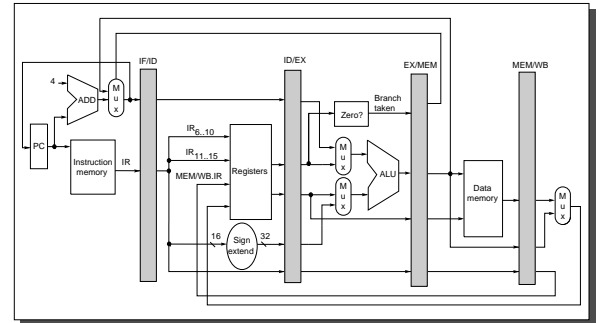 IF/ID
ID/EX
EX/MEM
MEM/WB
4
ADD
M
u
x
Zero?
Branch
taken
PC
Instruction
memory
IR
IR6..10
IR11..15
MEM/WB.IR
Registers
M
u
x
M
u
x
ALU
Data
memory
M
u
x
16
Sign
extend
32